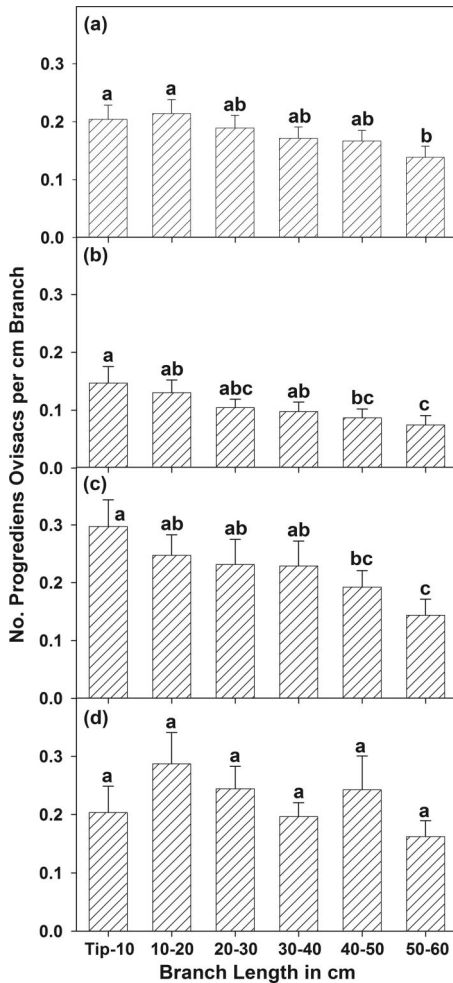 No. Progrediens Ovisacs per cm Branch
(a)
0.3
0.2
0.1
0.0
a a ab ab ab b
(b)
0.3
0.2
0.1
0.0
a ab abc ab bc c
(c)
0.3
0.2
0.1
0.0
a ab ab ab bc c
(d)
0.3
0.2
0.1
0.0
a a a a a a
Tip-10 10-20 20-30 30-40 40-50 50-60
Branch Length in cm